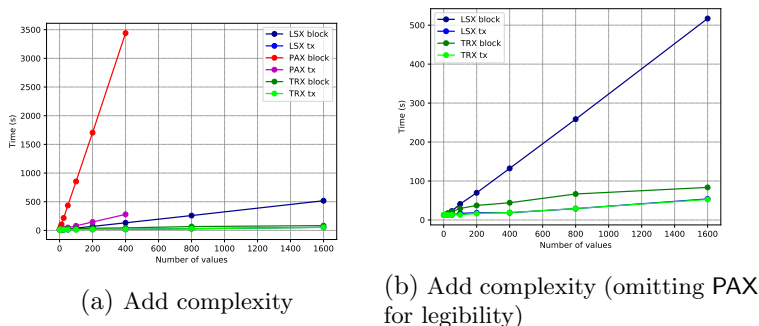 3500
3000
2500
2000
1500
1000
500
0
Time (s)
LSX block
LSX tx
PAX block
PAX tx
TRX block
TRX tx
0 200 400 600 800 1000 1200 1400 1600
Number of values
(a) Add complexity
500
400
300
200
100
0
Time (s)
LSX block
LSX tx
TRX block
TRX tx
0 200 400 600 800 1000 1200 1400 1600
Number of values
(b) Add complexity (omitting PAX
for legibility)